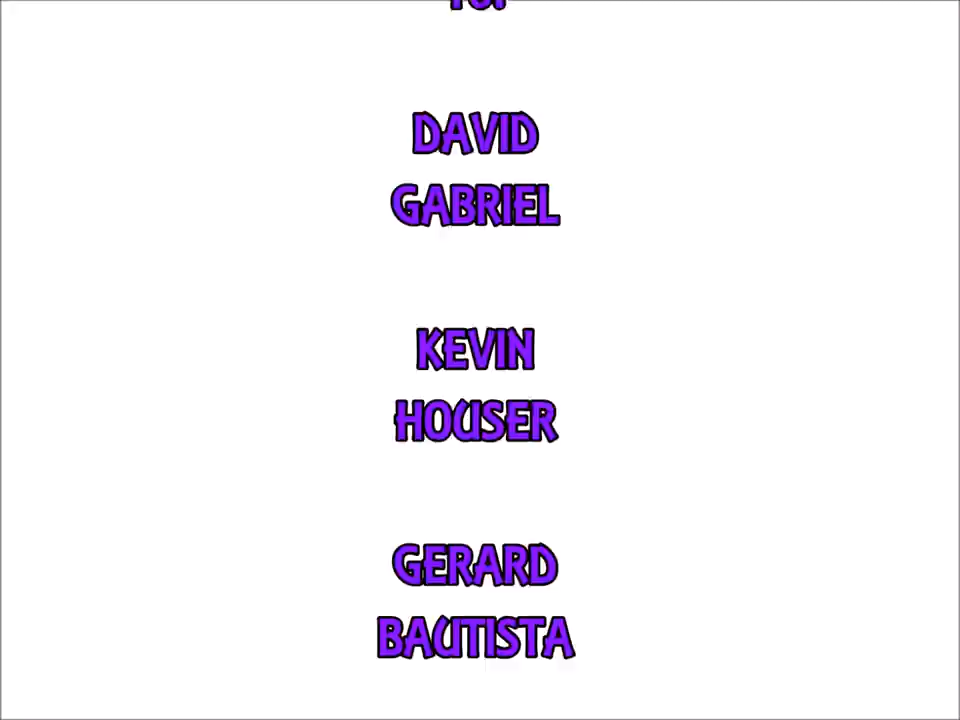 DAVID
GABRIEL
KEVIN
HOUSER
GERARD
BAUTISTA